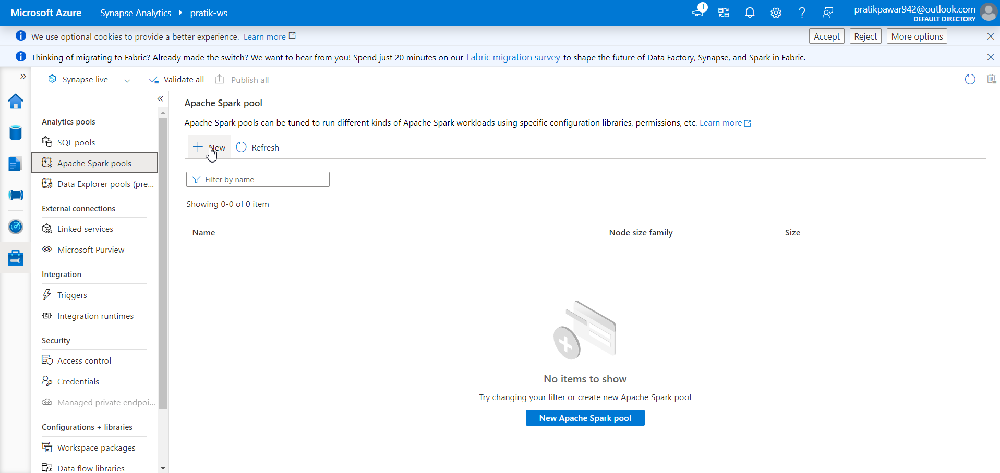 Microsoft Azure
Synapse Analytics
pratik-ws
1
pratikpawar942@outlook.com
DEFAULT DIRECTORY
We use optional cookies to provide a better experience. Learn more
Accept
Reject
More options
Thinking of migrating to Fabric? Already made the switch? We want to hear from you! Spend just 20 minutes on our Fabric migration survey to shape the future of Data Factory, Synapse, and Spark in Fabric.
Synapse live
Validate all
Publish all
Analytics pools
SQL pools
Apache Spark pools
Data Explorer pools (pre...
External connections
Linked services
Microsoft Purview
Integration
Triggers
Integration runtimes
Security
Access control
Credentials
Managed private endpoi...
Configurations + libraries
Workspace packages
Data flow libraries
Apache Spark pool
Apache Spark pools can be tuned to run different kinds of Apache Spark workloads using specific configuration libraries, permissions, etc. Learn more
New
Refresh
Filter by name
Showing 0-0 of 0 item
Name
Node size family
Size
No items to show
Try changing your filter or create new Apache Spark pool
New Apache Spark pool